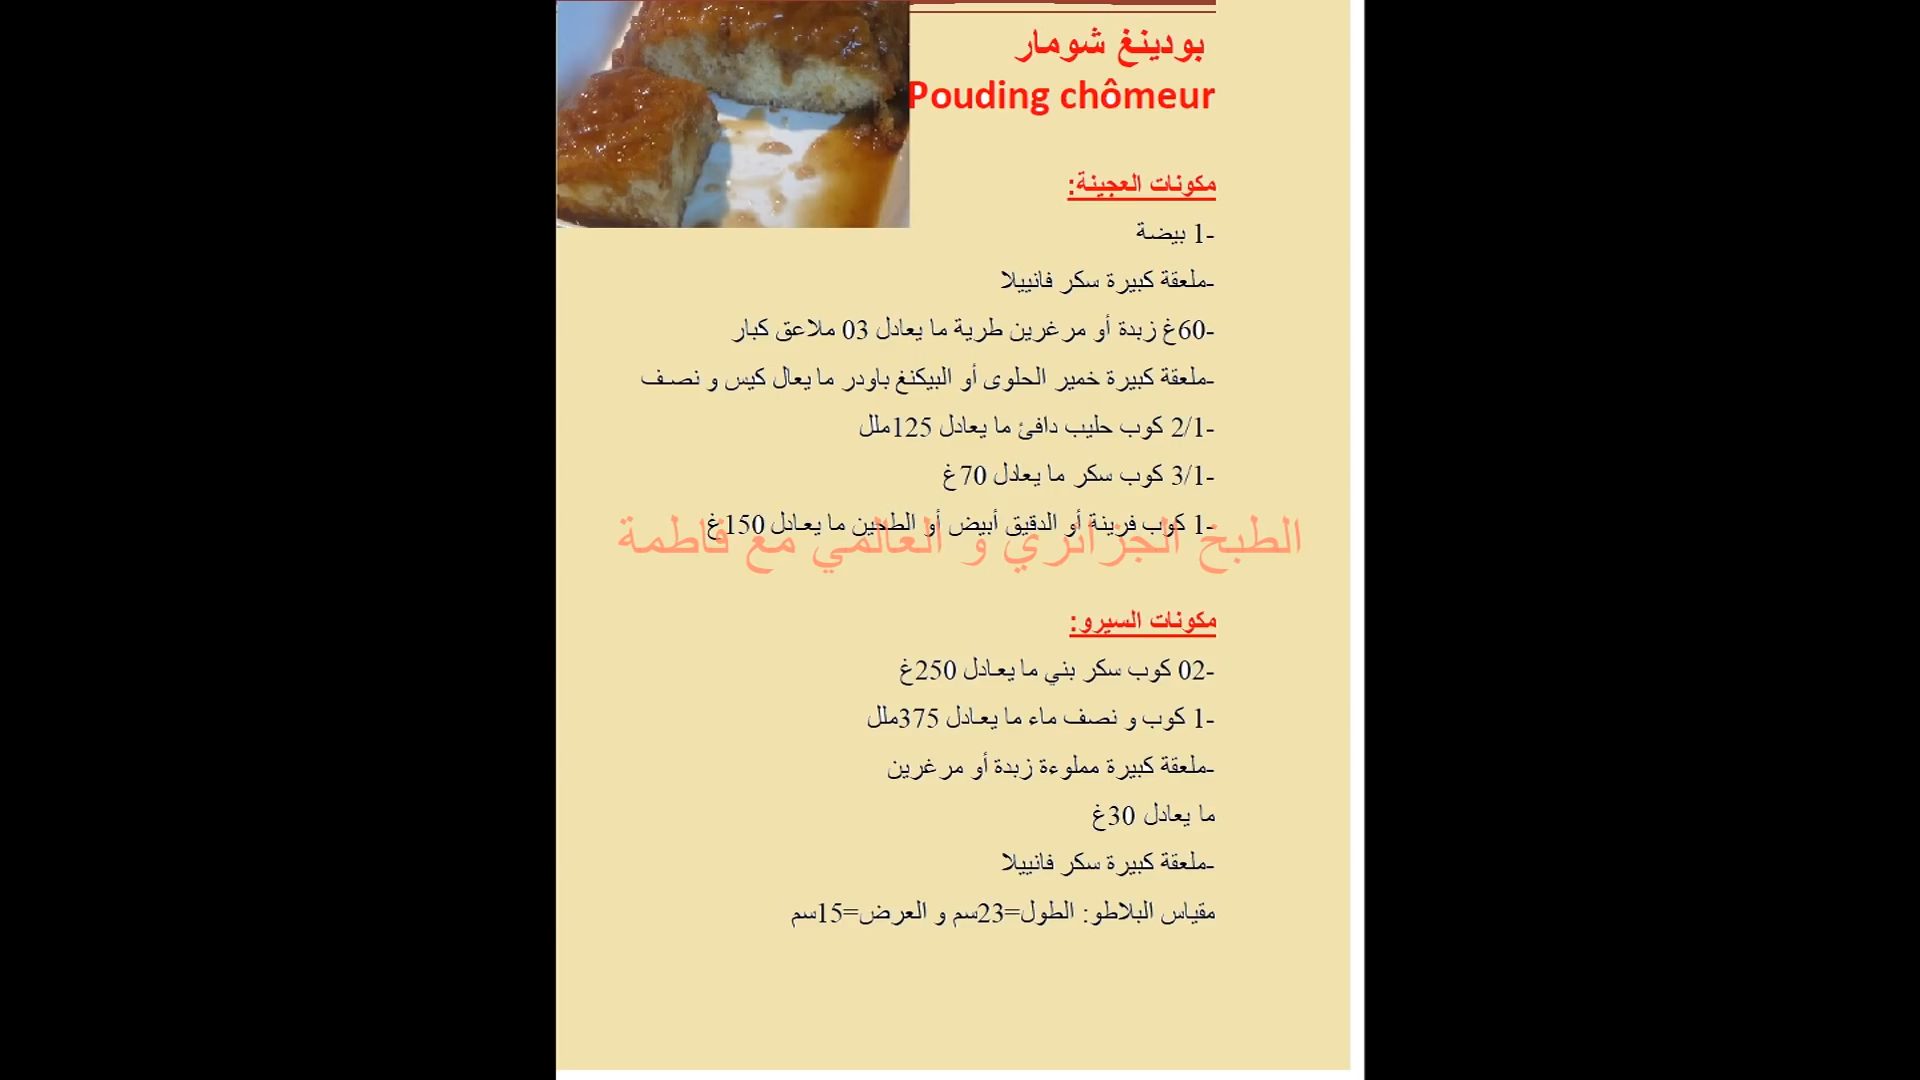 بودينغ شومار
Pouding chômeur
مكونات العجينة:
-1 بيضة
-ملعقة كبيرة سكر فانييلا
-60غ زبدة أو مرغرين طرية ما يعادل 03 ملاعق كبار
-ملعقة كبيرة خمير الحلوى أو البيكنغ باودر ما يعال كيس و نصف
-2/1 كوب حليب دافئ ما يعادل 125ملل
-3/1 كوب سكر ما يعادل 70غ
-1 كوب فرينة أو الدقيق أبيض أو الطحين ما يعادل 150غ
الطبخ الجزائري و العالمي مع فاطمة
مكونات السيرو:
-02 كوب سكر بني ما يعادل 250غ
-1 كوب و نصف ماء ما يعادل 375ملل
-ملعقة كبيرة مملوءة زبدة أو مرغرين
ما يعادل 30غ
-ملعقة كبيرة سكر فانييلا
مقياس البلاطو: الطول=23سم و العرض=15سم